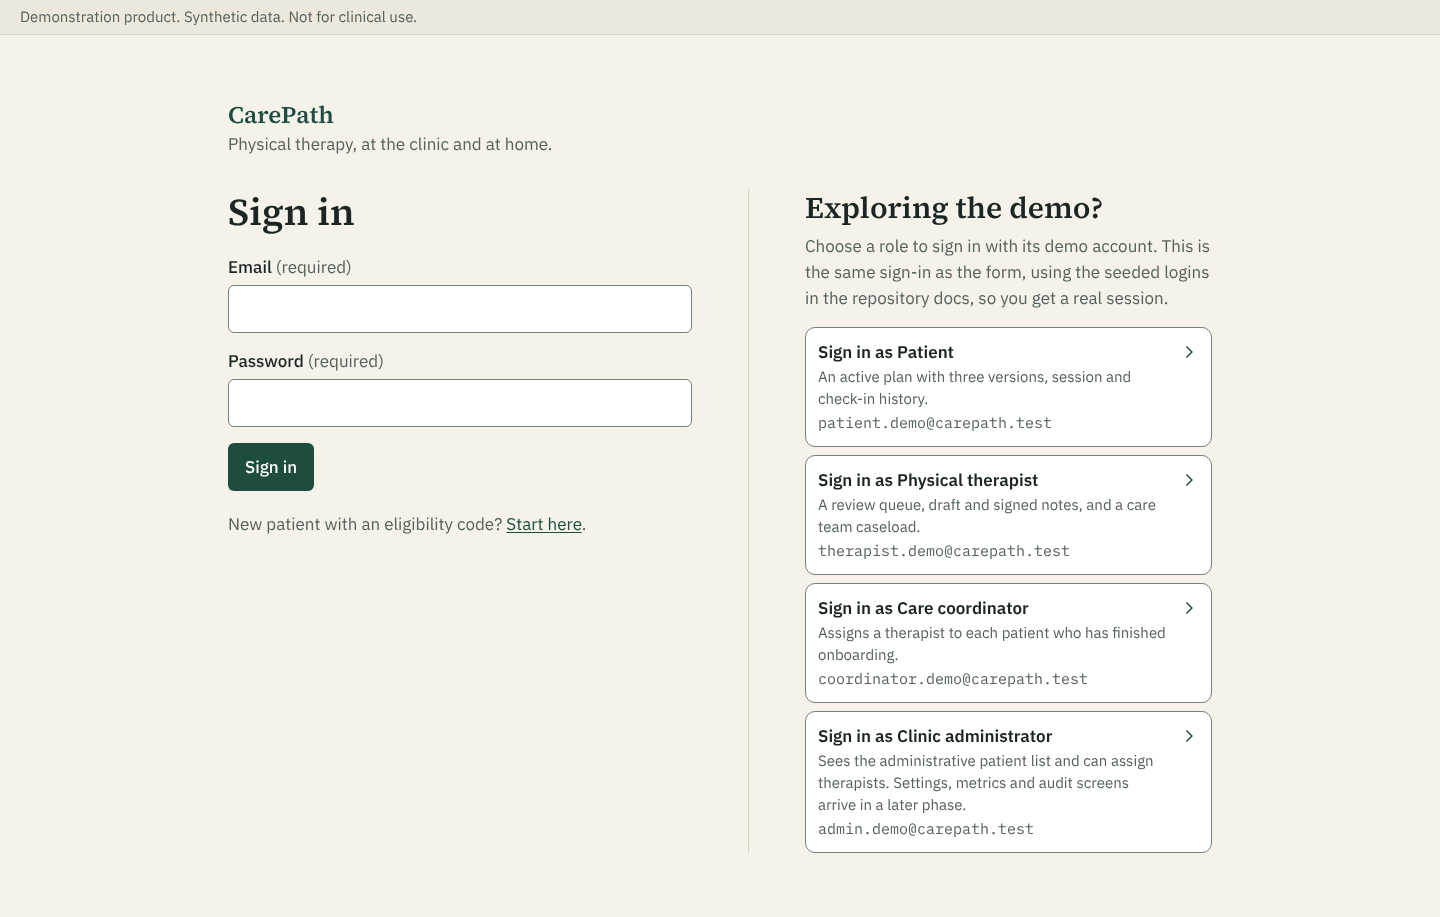 Demonstration product. Synthetic data. Not for clinical use.
CarePath
Physical therapy, at the clinic and at home.
Sign in
Email (required)
Password (required)
Sign in
New patient with an eligibility code? Start here.
Exploring the demo?
Choose a role to sign in with its demo account. This is
the same sign-in as the form, using the seeded logins
in the repository docs, so you get a real session.
Sign in as Patient
An active plan with three versions, session and
check-in history.
patient.demo@carepath.test
Sign in as Physical therapist
A review queue, draft and signed notes, and a care
team caseload.
therapist.demo@carepath.test
Sign in as Care coordinator
Assigns a therapist to each patient who has finished
onboarding.
coordinator.demo@carepath.test
Sign in as Clinic administrator
Sees the administrative patient list and can assign
therapists. Settings, metrics and audit screens
arrive in a later phase.
admin.demo@carepath.test